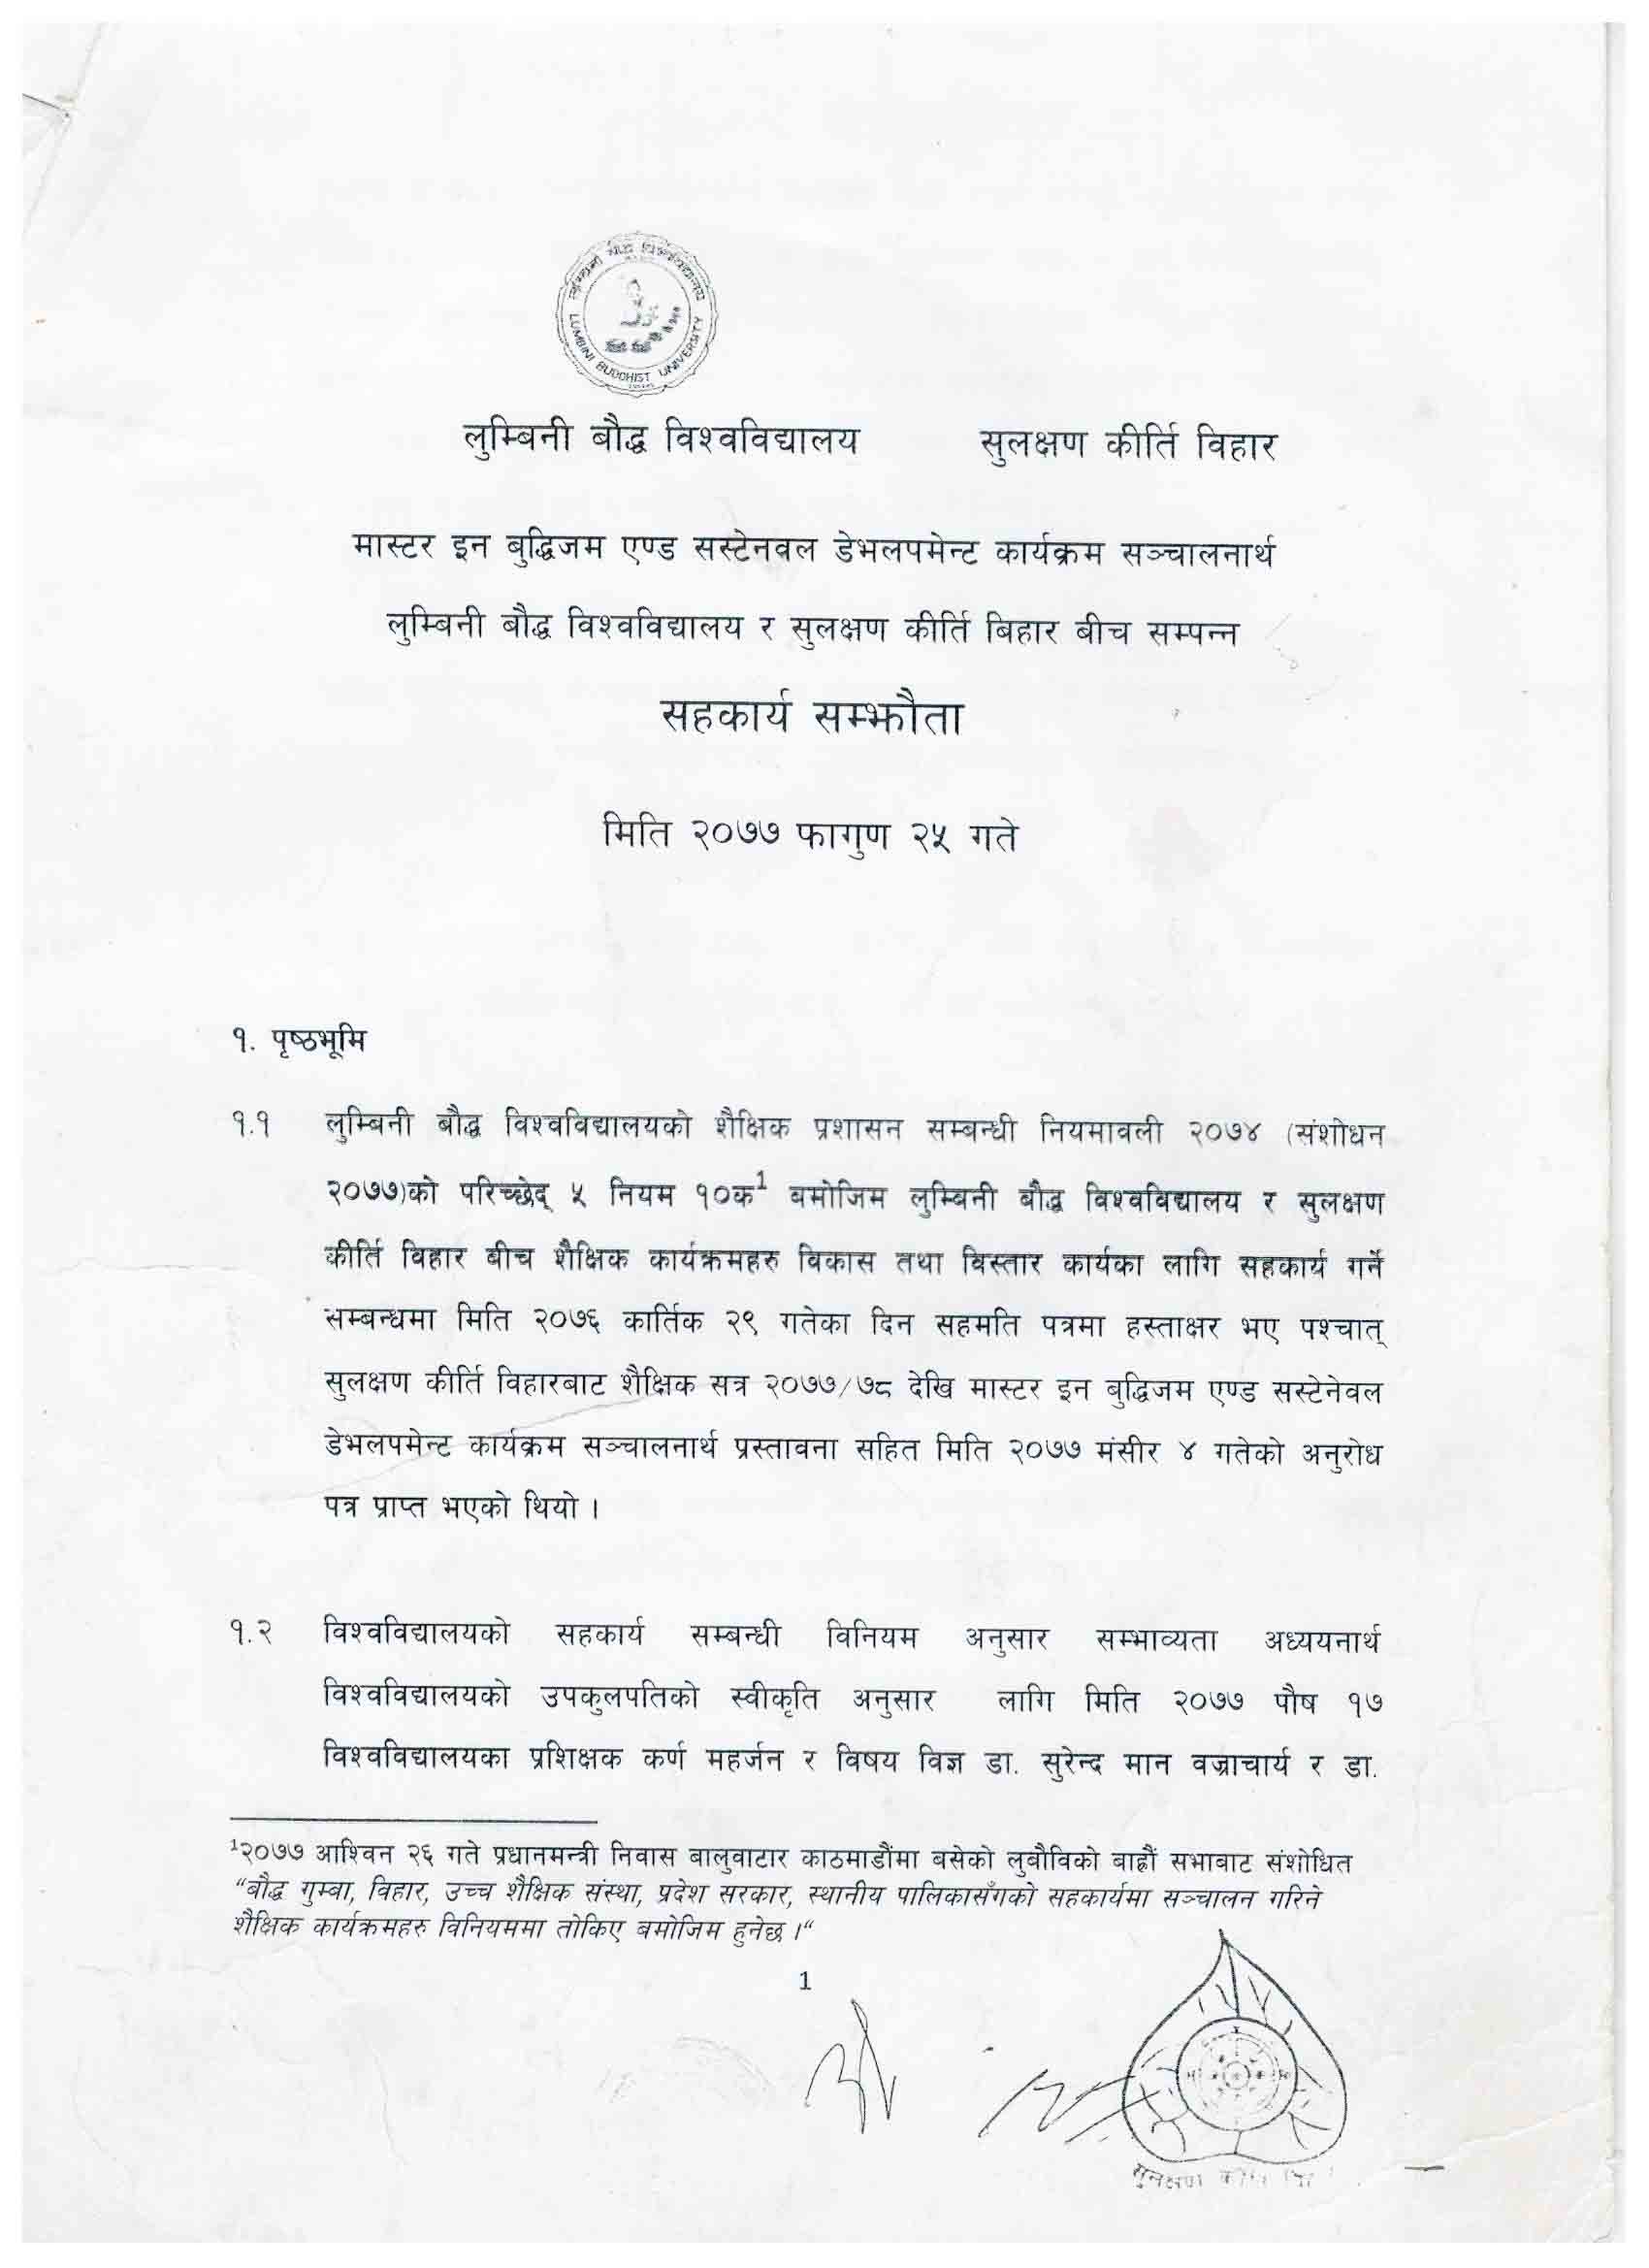 लुम्बिनी बौद्ध विश्वविद्यालय
LUMBINI BUDDHIST UNIVERSITY
लुम्बिनी बौद्ध विश्वविद्यालय सुलक्षण कीर्ति विहार
मास्टर इन बुद्धिजम एण्ड सस्टेनवल डेभलपमेन्ट कार्यक्रम सञ्चालनार्थ
लुम्बिनी बौद्ध विश्वविद्यालय र सुलक्षण कीर्ति बिहार बीच सम्पन्न
सहकार्य सम्झौता
मिति २०७७ फागुण २५ गते
१. पृष्ठभूमि
१.१ लुम्बिनी बौद्ध विश्वविद्यालयको शैक्षिक प्रशासन सम्बन्धी नियमावली २०७४ (संशोधन
२०७७)को परिच्छेद् ५ नियम १०क¹ बमोजिम लुम्बिनी बौद्ध विश्वविद्यालय र सुलक्षण
कीर्ति विहार बीच शैक्षिक कार्यक्रमहरु विकास तथा विस्तार कार्यका लागि सहकार्य गर्ने
सम्बन्धमा मिति २०७६ कार्तिक २९ गतेका दिन सहमति पत्रमा हस्ताक्षर भए पश्चात्
सुलक्षण कीर्ति विहारबाट शैक्षिक सत्र २०७७/७८ देखि मास्टर इन बुद्धिजम एण्ड सस्टेनेवल
डेभलपमेन्ट कार्यक्रम सञ्चालनार्थ प्रस्तावना सहित मिति २०७७ मंसीर ४ गतेको अनुरोध
पत्र प्राप्त भएको थियो ।
१.२ विश्वविद्यालयको सहकार्य सम्बन्धी विनियम अनुसार सम्भाव्यता अध्ययनार्थ
विश्वविद्यालयको उपकुलपतिको स्वीकृति अनुसार लागि मिति २०७७ पौष १७
विश्वविद्यालयका प्रशिक्षक कर्ण महर्जन र विषय विज्ञ डा. सुरेन्द मान वज्राचार्य र डा.
¹२०७७ आश्विन २६ गते प्रधानमन्त्री निवास बालुवाटार काठमाडौंमा बसेको लुबौविको बाह्रौं सभावाट संशोधित
“बौद्ध गुम्वा, विहार, उच्च शैक्षिक संस्था, प्रदेश सरकार, स्थानीय पालिकासँगको सहकार्यमा सञ्चालन गरिने
शैक्षिक कार्यक्रमहरु विनियममा तोकिए बमोजिम हुनेछ ।“
1
सुलक्षण